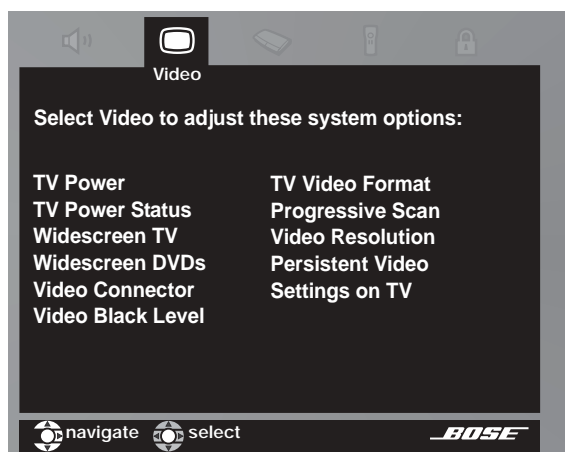 Video
Select Video to adjust these system options:
TV Power
TV Power Status
Widescreen TV
Widescreen DVDs
Video Connector
Video Black Level
TV Video Format
Progressive Scan
Video Resolution
Persistent Video
Settings on TV
navigate select BOSE